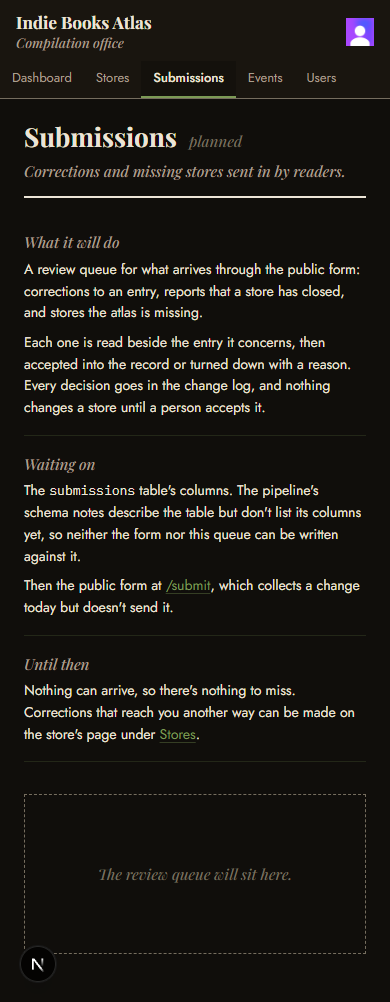 Indie Books Atlas
Compilation office
Dashboard Stores Submissions Events Users
Submissions planned
Corrections and missing stores sent in by readers.
What it will do
A review queue for what arrives through the public form:
corrections to an entry, reports that a store has closed,
and stores the atlas is missing.
Each one is read beside the entry it concerns, then
accepted into the record or turned down with a reason.
Every decision goes in the change log, and nothing
changes a store until a person accepts it.
Waiting on
The submissions table's columns. The pipeline's
schema notes describe the table but don't list its columns
yet, so neither the form nor this queue can be written
against it.
Then the public form at /submit, which collects a change
today but doesn't send it.
Until then
Nothing can arrive, so there's nothing to miss.
Corrections that reach you another way can be made on
the store's page under Stores.
The review queue will sit here.
N